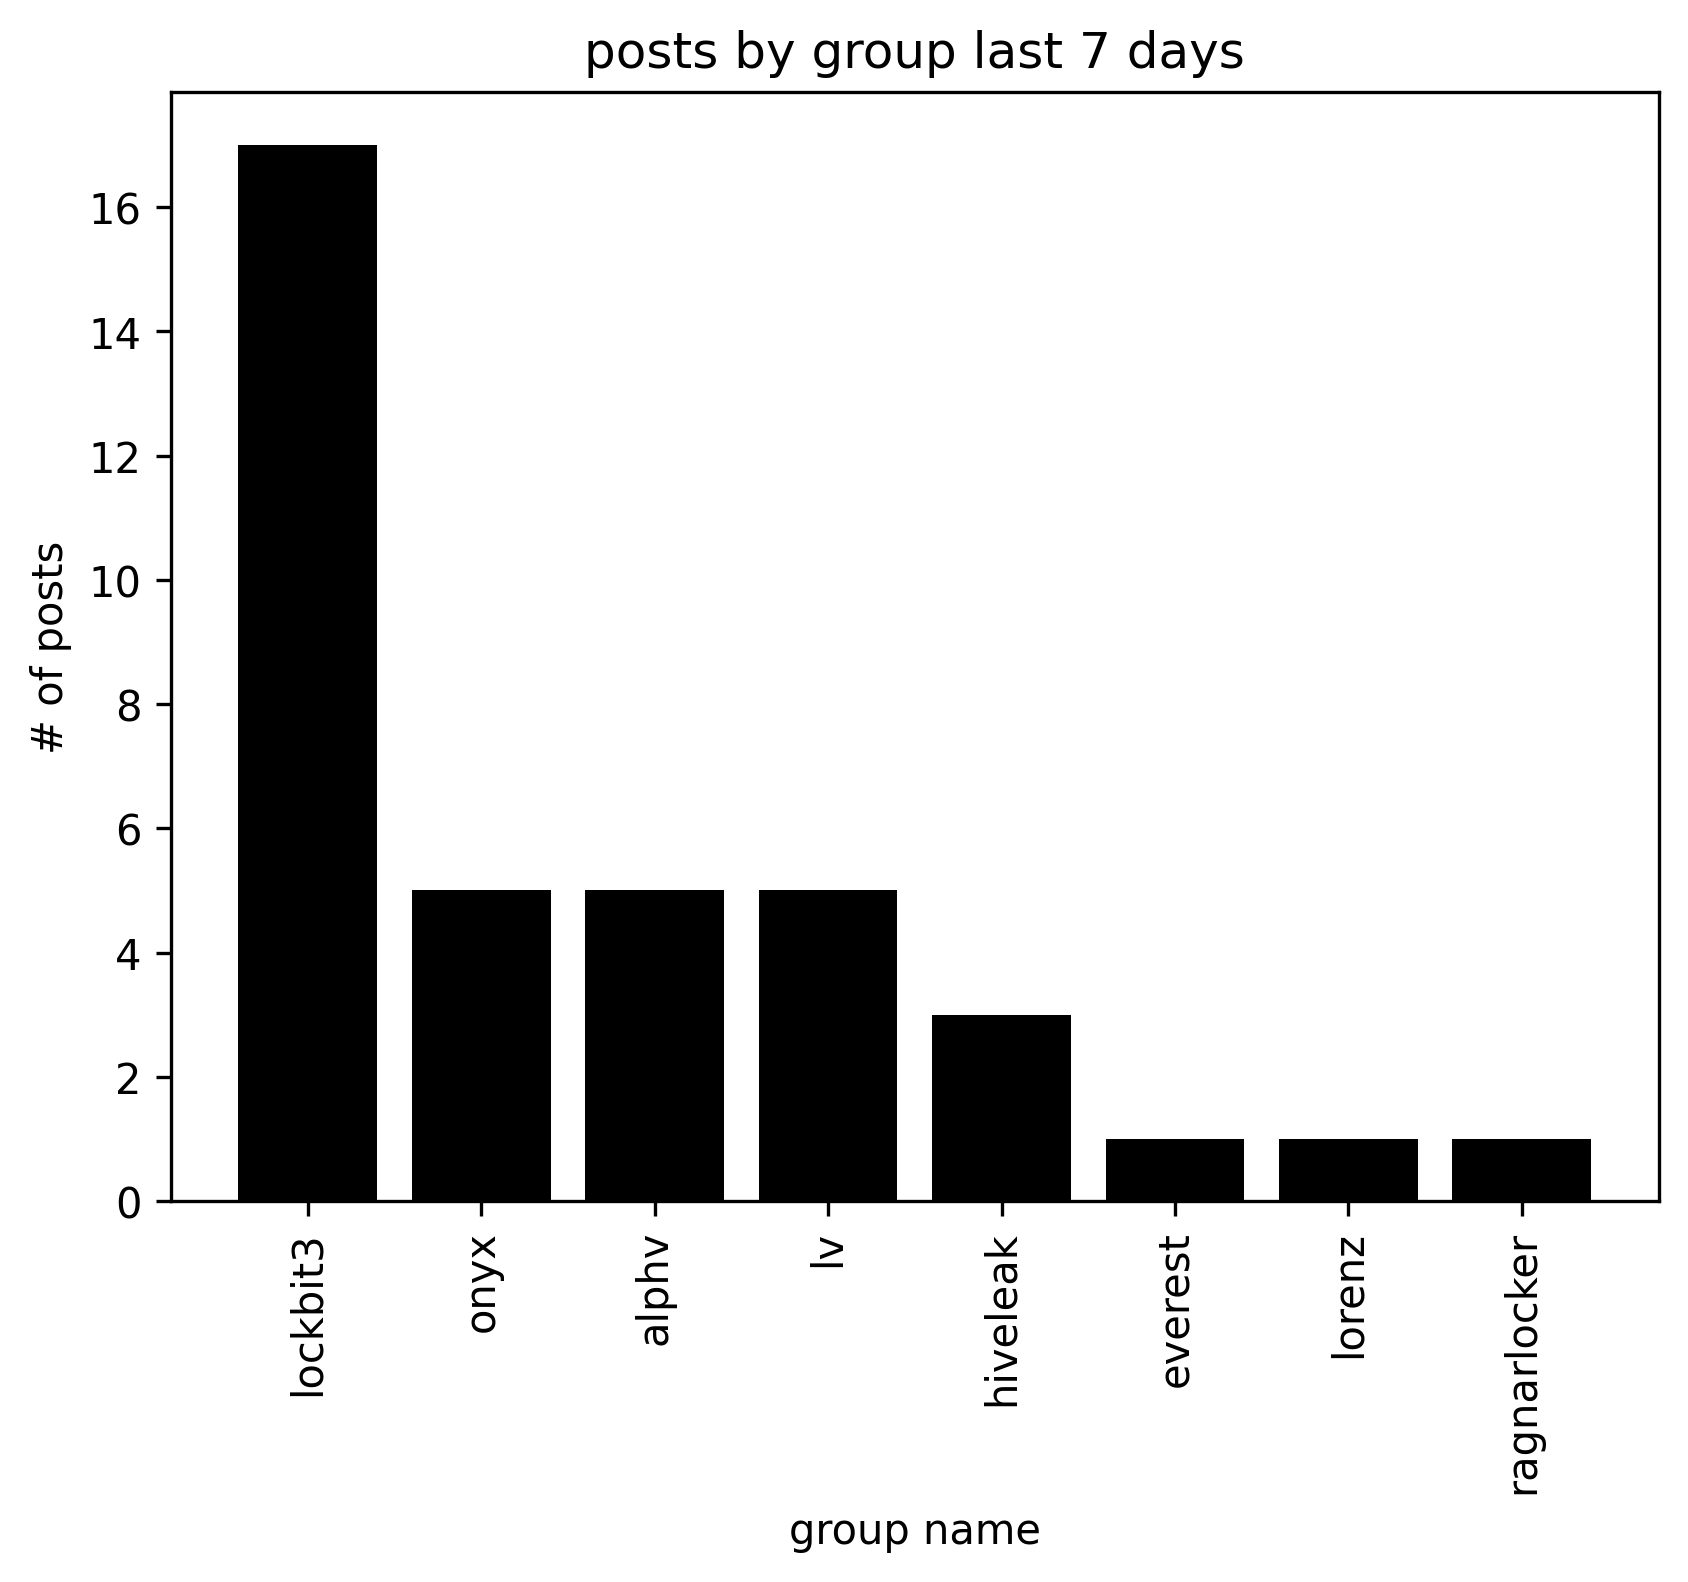 posts by group last 7 days
# of posts
16
14
12
10
8
6
4
2
0
lockbit3
onyx
alphv
lv
hiveleak
everest
lorenz
ragnarlocker
group name